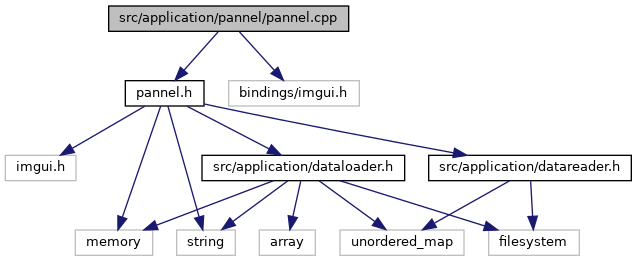 src/application/pannel/pannel.cpp
pannel.h
bindings/imgui.h
imgui.h
src/application/dataloader.h
src/application/datareader.h
memory
string
array
unordered_map
filesystem